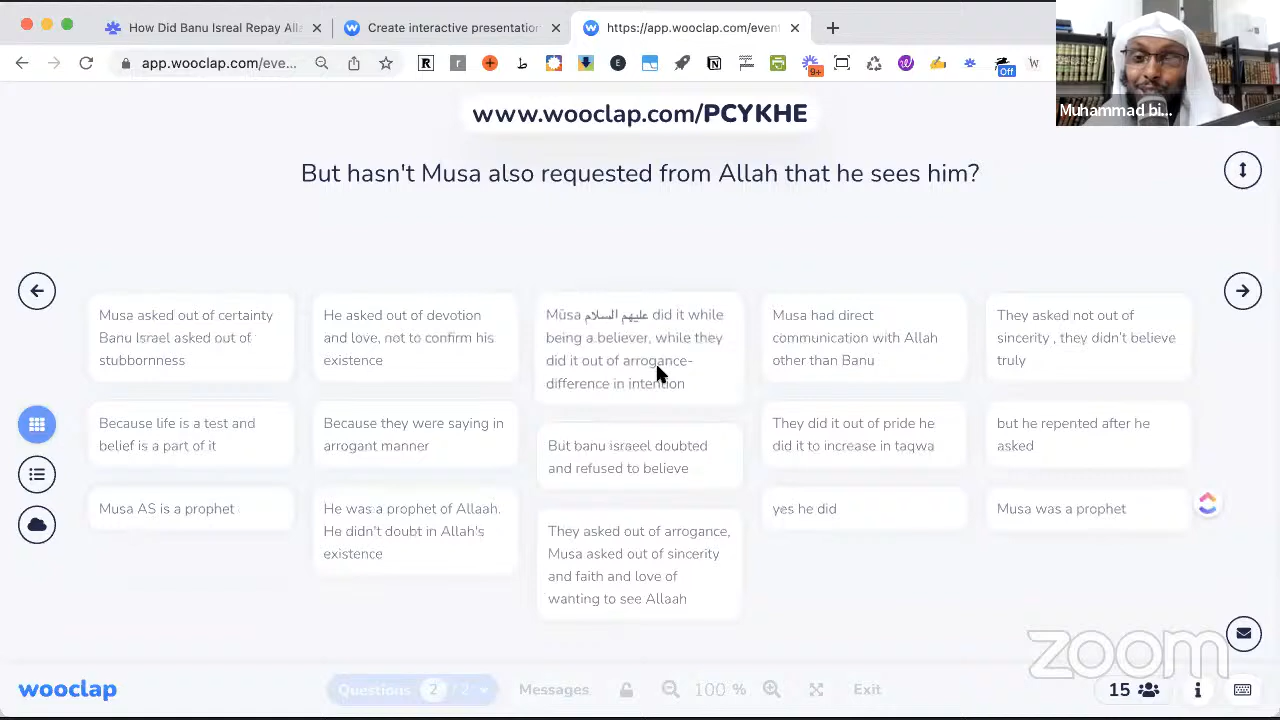 How Did Banu Isreal Repay Alla
Create interactive presentation
https://app.wooclap.com/even
app.wooclap.com/eve...
9+
Off
Muhammad bi...
www.wooclap.com/PCYKHE
But hasn't Musa also requested from Allah that he sees him?
Musa asked out of certainty
Banu Israel asked out of
stubbornness
He asked out of devotion
and love, not to confirm his
existence
Mūsa عليهم السلام did it while
being a believer, while they
did it out of arrogance-
difference in intention
Musa had direct
communication with Allah
other than Banu
They asked not out of
sincerity , they didn't believe
truly
Because life is a test and
belief is a part of it
Because they were saying in
arrogant manner
But banu israeel doubted
and refused to believe
They did it out of pride he
did it to increase in taqwa
but he repented after he
asked
Musa AS is a prophet
He was a prophet of Allaah.
He didn't doubt in Allah's
existence
They asked out of arrogance,
Musa asked out of sincerity
and faith and love of
wanting to see Allaah
yes he did
Musa was a prophet
zoom
wooclap
Questions 2 / 2
Messages
100 %
Exit
15